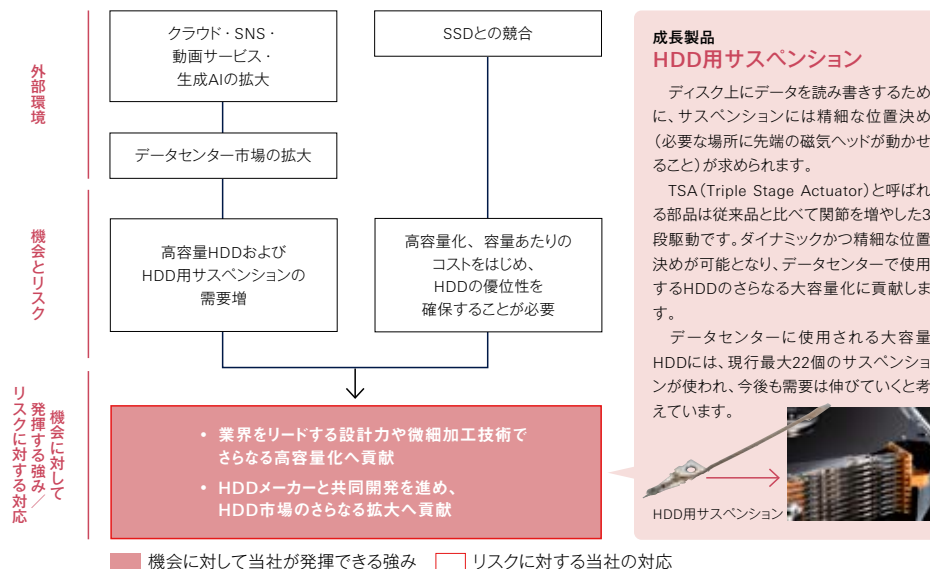 外部環境
クラウド・SNS・
動画サービス・
生成AIの拡大
SSDとの競合
データセンター市場の拡大
機会とリスク
高容量HDDおよび
HDD用サスペンションの
需要増
高容量化、容量あたりの
コストをはじめ、
HDDの優位性を
確保することが必要
機会に対して
発揮する強み／
リスクに対する対応
• 業界をリードする設計力や微細加工技術で
さらなる高容量化へ貢献
• HDDメーカーと共同開発を進め、
HDD市場のさらなる拡大へ貢献
機会に対して当社が発揮できる強み
リスクに対する当社の対応
成長製品
HDD用サスペンション
ディスク上にデータを読み書きするため
に、サスペンションには精細な位置決め
（必要な場所に先端の磁気ヘッドが動かせ
ること）が求められます。
TSA（Triple Stage Actuator）と呼ばれ
る部品は従来品と比べて関節を増やした3
段駆動です。ダイナミックかつ精細な位置
決めが可能となり、データセンターで使用
するHDDのさらなる大容量化に貢献しま
す。
データセンターに使用される大容量
HDDには、現行最大22個のサスペンショ
ンが使われ、今後も需要は伸びていくと考
えています。
HDD用サスペンション